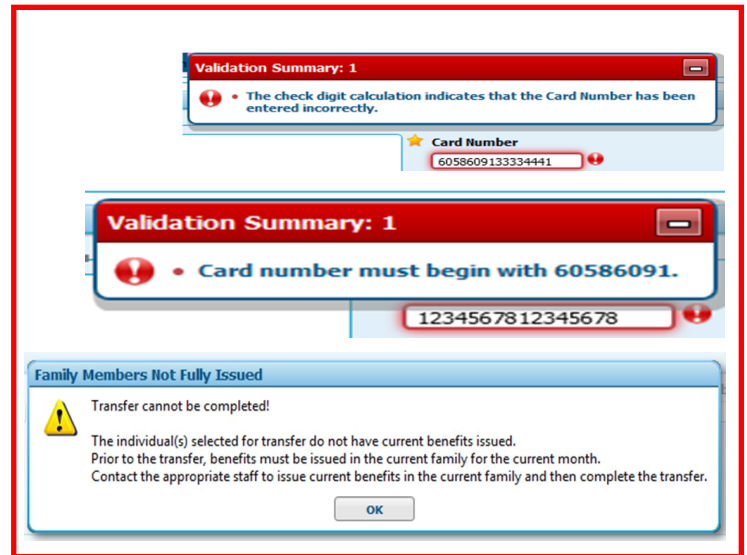 Validation Summary: 1
• The check digit calculation indicates that the Card Number has been
entered incorrectly.
Card Number
6058609133334441
Validation Summary: 1
• Card number must begin with 60586091.
1234567812345678
Family Members Not Fully Issued
Transfer cannot be completed!
The individual(s) selected for transfer do not have current benefits issued.
Prior to the transfer, benefits must be issued in the current family for the current month.
Contact the appropriate staff to issue current benefits in the current family and then complete the transfer.
OK